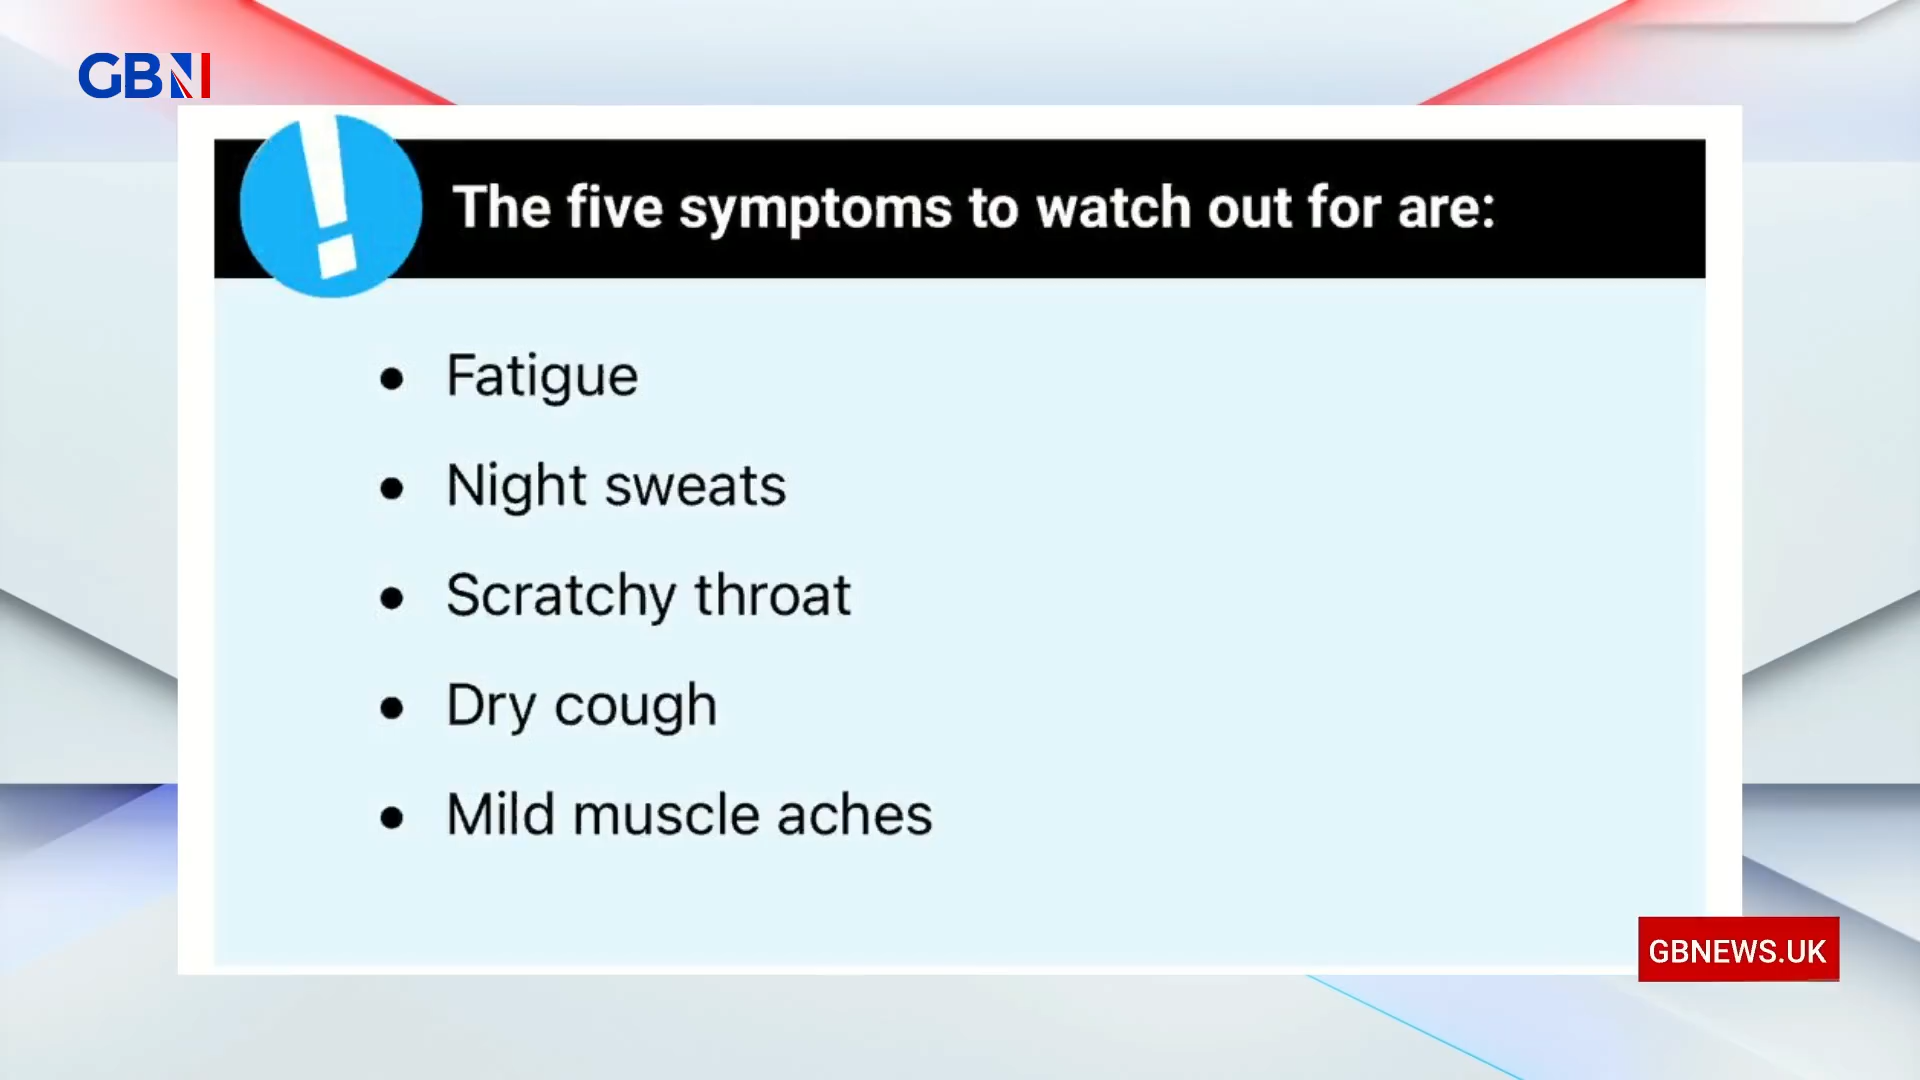 GBN
The five symptoms to watch out for are:
Fatigue
Night sweats
Scratchy throat
Dry cough
Mild muscle aches
GBNEWS.UK